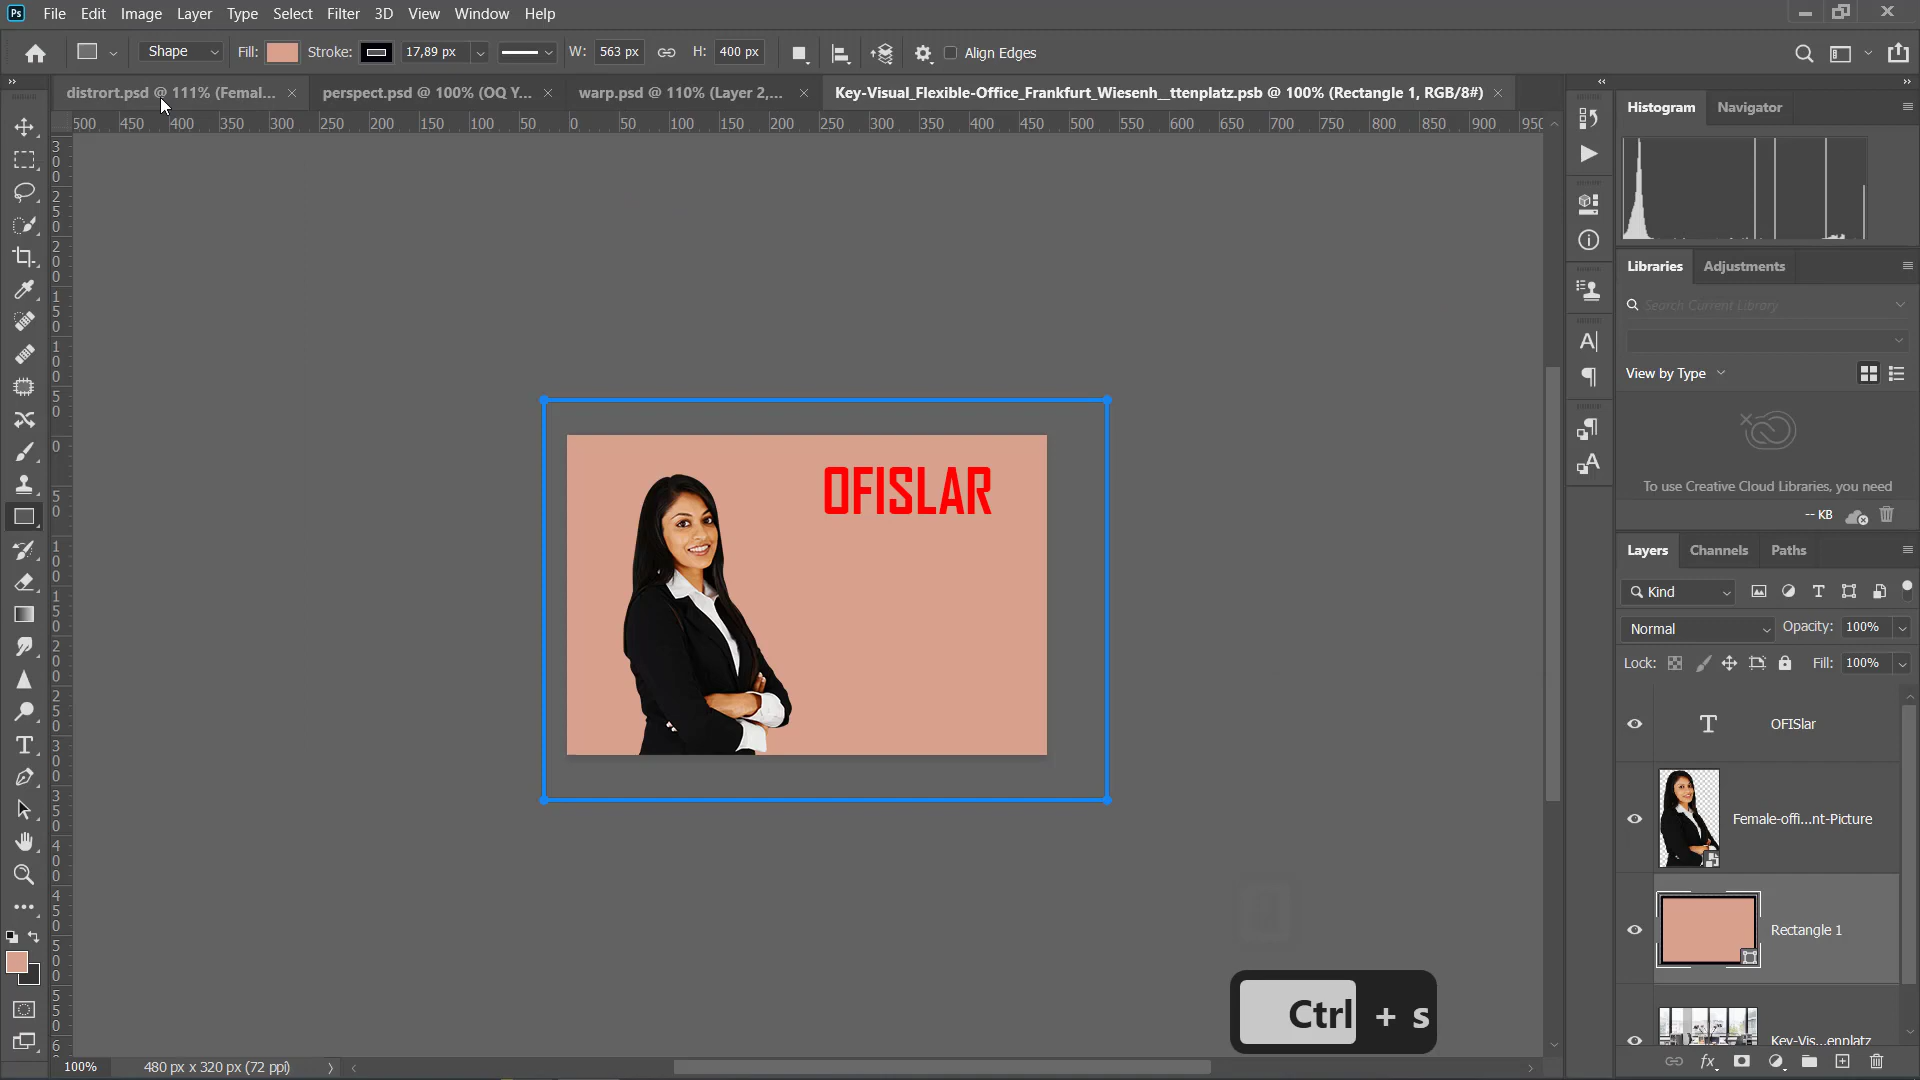 Ps File Edit Image Layer Type Select Filter 3D View Window Help
Shape Fill: Stroke: 17,89 px W: 563 px H: 400 px Align Edges
distrort.psd @ 111% (Femal... perspect.psd @ 100% (OQ Y... warp.psd @ 110% (Layer 2,... Key-Visual_Flexible-Office_Frankfurt_Wiesenh__ttenplatz.psb @ 100% (Rectangle 1, RGB/8#)
500 450 400 350 300 250 200 150 100 50 0 50 100 150 200 250 300 350 400 450 500 550 600 650 700 750 800 850 900 950
Histogram Navigator
Libraries Adjustments
Search Current Library
View by Type
To use Creative Cloud Libraries, you need
-- KB
OFISLAR
Layers Channels Paths
Kind
Normal Opacity: 100%
Lock: Fill: 100%
OFISlar
Female-offi...nt-Picture
Rectangle 1
Key-Vis...enplatz
Ctrl + s
100% 480 px x 320 px (72 ppi)